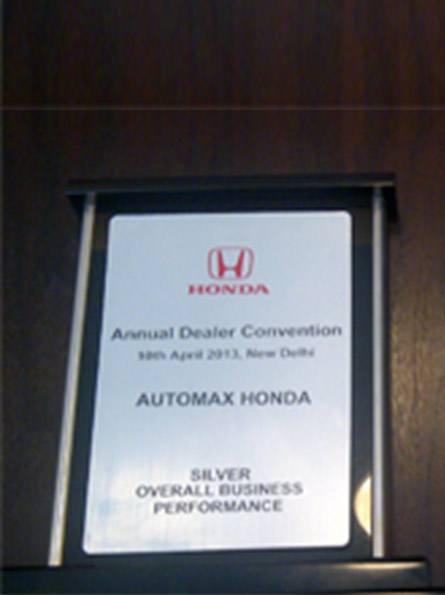 HONDA
Annual Dealer Convention
April 2013, New Delhi
AUTOMAX HONDA
SILVER
OVERALL BUSINESS
PERFORMANCE